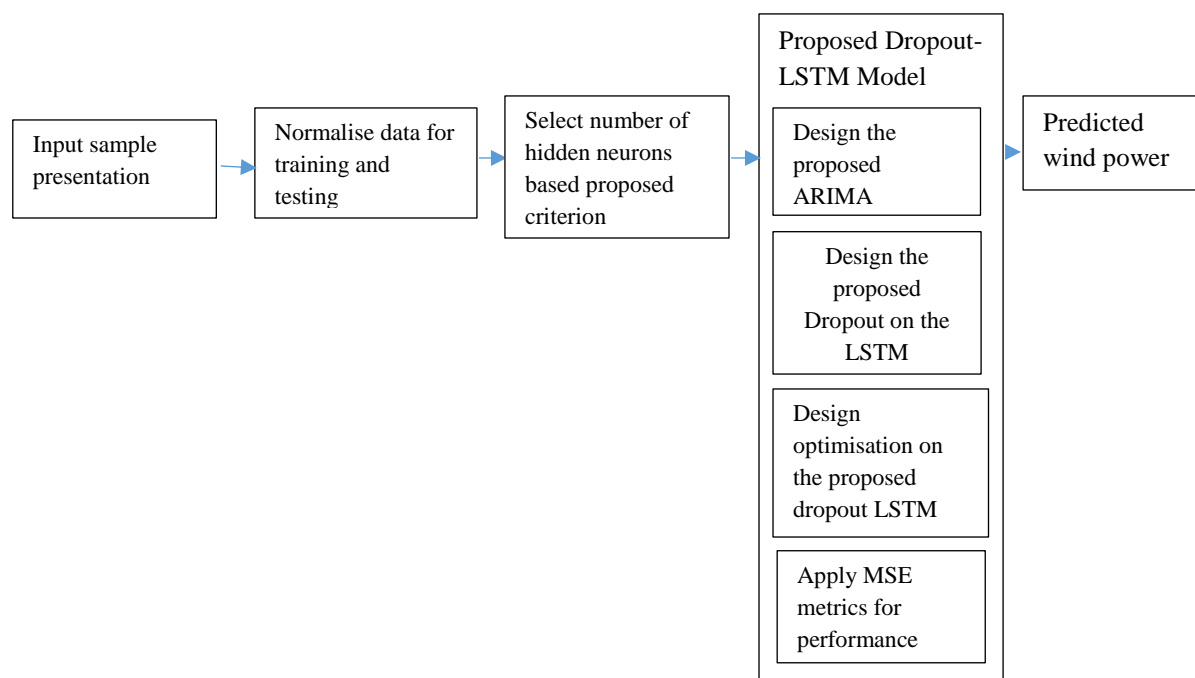 Input sample
presentation
Normalise data for
training and
testing
Select number of
hidden neurons
based proposed
criterion
Proposed Dropout-
LSTM Model
Design the
proposed
ARIMA
Design the
proposed
Dropout on the
LSTM
Design
optimisation on
the proposed
dropout LSTM
Apply MSE
metrics for
performance
Predicted
wind power